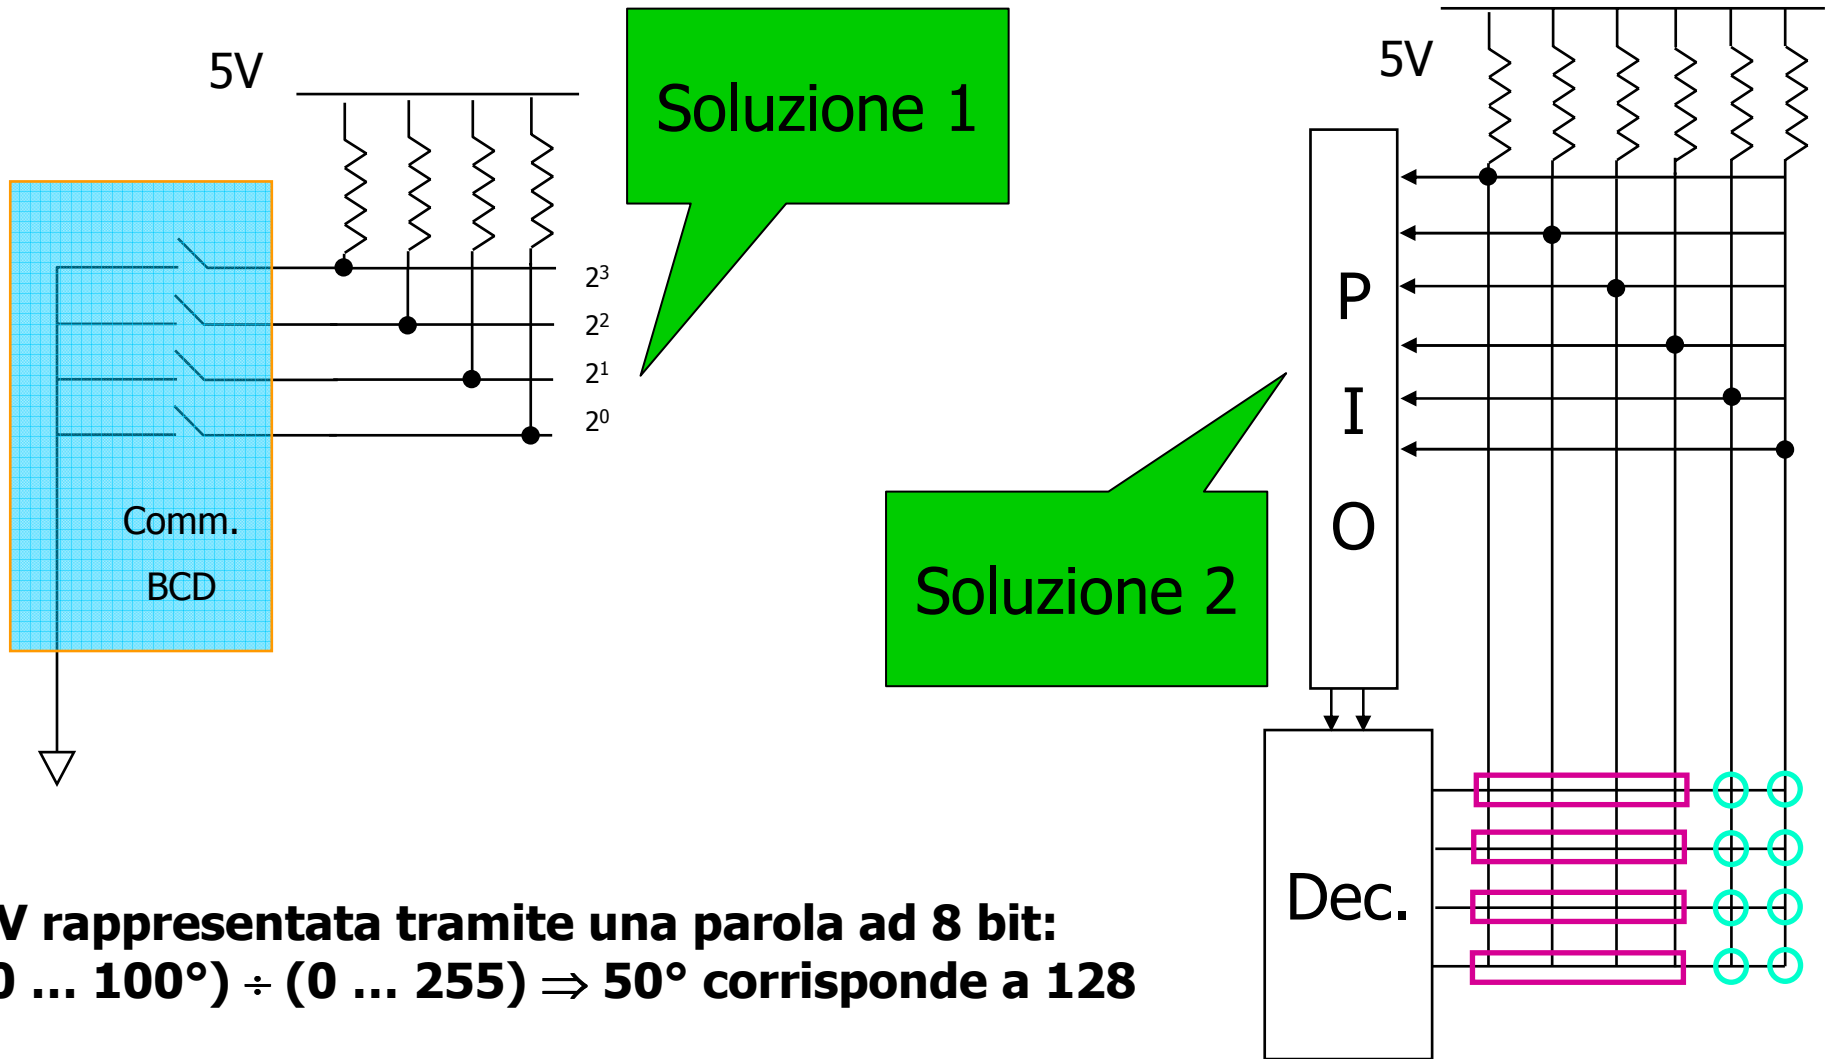 5V
Soluzione 1
2³
2²
2¹
2⁰
Comm.
BCD
5V
P
I
O
Soluzione 2
Dec.
V rappresentata tramite una parola ad 8 bit:
0 ... 100°) ÷ (0 ... 255) ⇒ 50° corrisponde a 128